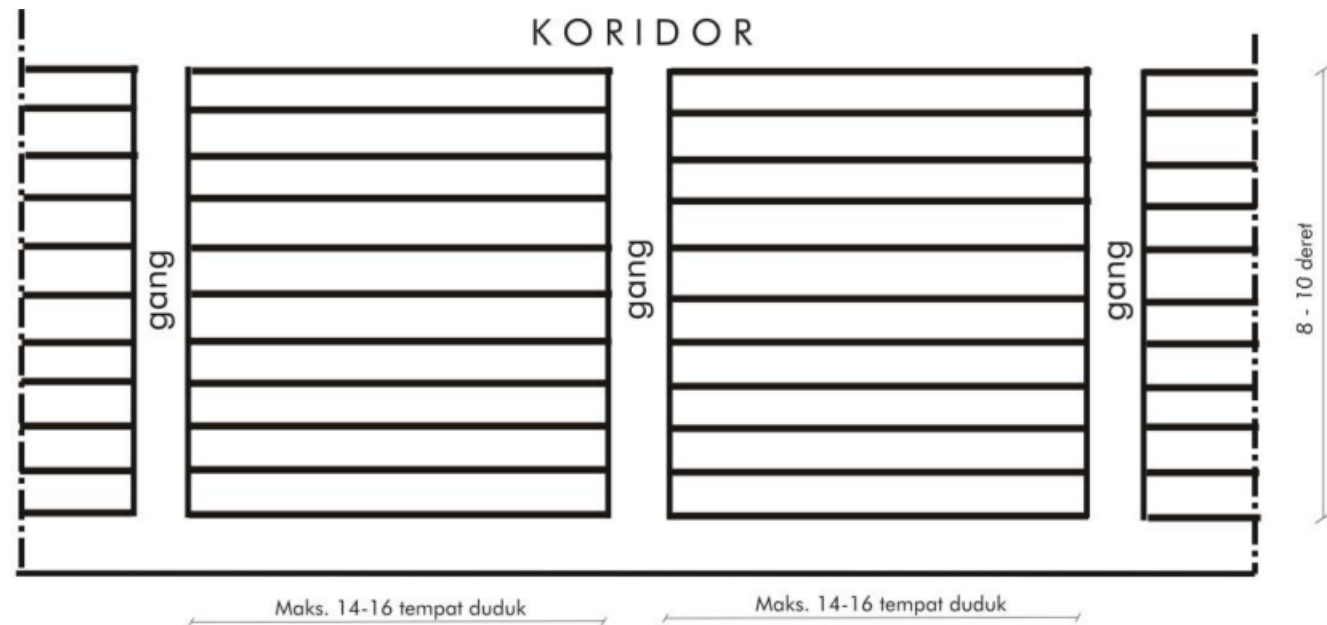 KORIDOR
gang
gang
gang
8 - 10 deret
Maks. 14-16 tempat duduk
Maks. 14-16 tempat duduk